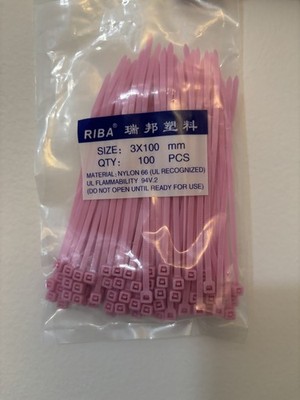 RIBA® 瑞邦塑料
SIZE: 3X100 mm
QTY: 100 PCS
MATERIAL: NYLON 66 (UL RECOGNIZED)
UL FLAMMABILITY 94V.2
(DO NOT OPEN UNTIL READY FOR USE)